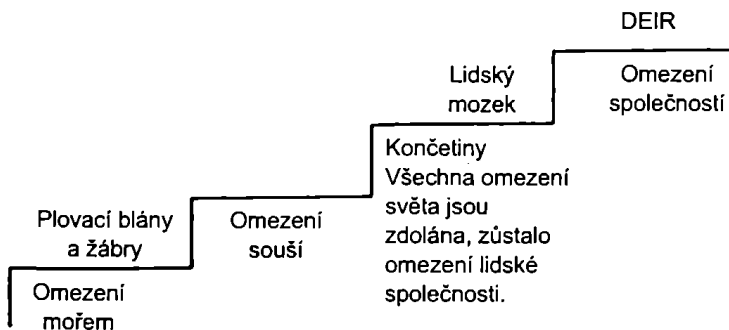 DEIR
Omezení
společností
Lidský
mozek
Končetiny
Všechna omezení
světa jsou
zdolána, zůstalo
omezení lidské
společnosti.
Plovací blány
a žábry
Omezení
souší
Omezení
mořem